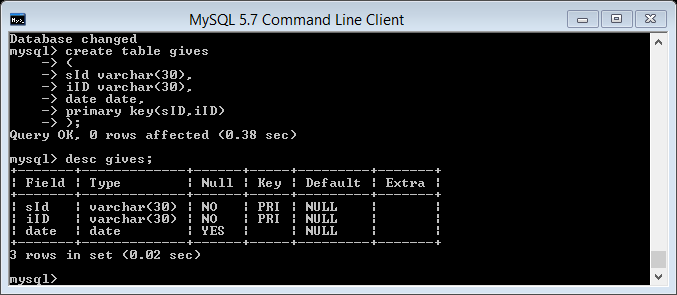 MySQL 5.7 Command Line Client
Database changed
mysql> create table gives
    -> (
    -> sId varchar(30),
    -> iID varchar(30),
    -> date date,
    -> primary key(sID,iID)
    -> );
Query OK, 0 rows affected (0.38 sec)
mysql> desc gives;
+-------+-------------+------+-----+---------+-------+
| Field | Type        | Null | Key | Default | Extra |
+-------+-------------+------+-----+---------+-------+
| sId   | varchar(30) | NO   | PRI | NULL    |       |
| iID   | varchar(30) | NO   | PRI | NULL    |       |
| date  | date        | YES  |     | NULL    |       |
+-------+-------------+------+-----+---------+-------+
3 rows in set (0.02 sec)
mysql>